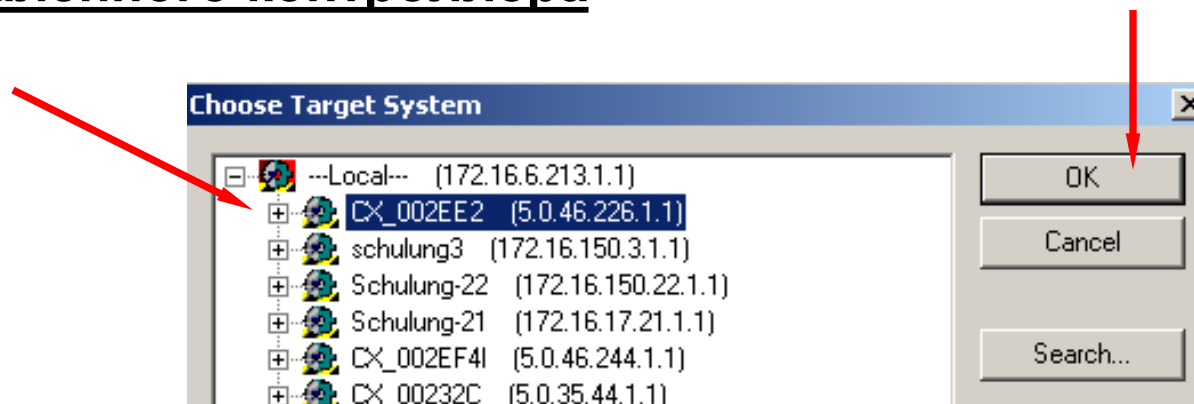 Choose Target System
---Local--- (172.16.6.213.1.1)
OK
CX_002EE2 (5.0.46.226.1.1)
schulung3 (172.16.150.3.1.1)
Cancel
Schulung-22 (172.16.150.22.1.1)
Schulung-21 (172.16.17.21.1.1)
CX_002EF4I (5.0.46.244.1.1)
Search...
CX_00232C (5.0.35.44.1.1)